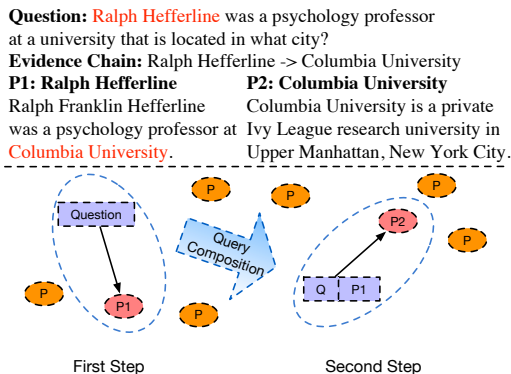 Question: Ralph Hefferline was a psychology professor
at a university that is located in what city?
Evidence Chain: Ralph Hefferline -> Columbia University
P1: Ralph Hefferline
Ralph Franklin Hefferline
was a psychology professor at
Columbia University.
P2: Columbia University
Columbia University is a private
Ivy League research university in
Upper Manhattan, New York City.
Question
P
P1
P
P
Query
Composition
P
P
P2
P
Q P1
First Step
Second Step